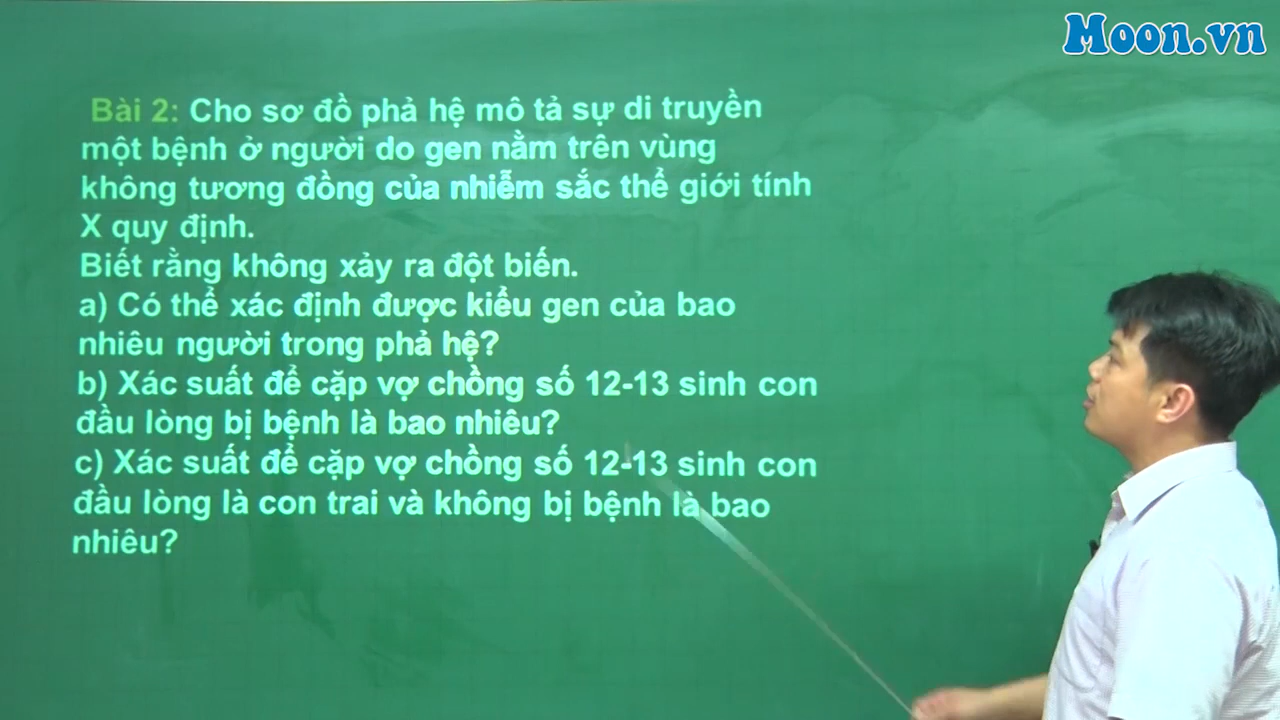 Moon.vn
Bài 2: Cho sơ đồ phả hệ mô tả sự di truyền
một bệnh ở người do gen nằm trên vùng
không tương đồng của nhiễm sắc thể giới tính
X quy định.
Biết rằng không xảy ra đột biến.
a) Có thể xác định được kiểu gen của bao
nhiêu người trong phả hệ?
b) Xác suất để cặp vợ chồng số 12-13 sinh con
đầu lòng bị bệnh là bao nhiêu?
c) Xác suất để cặp vợ chồng số 12-13 sinh con
đầu lòng là con trai và không bị bệnh là bao
nhiêu?